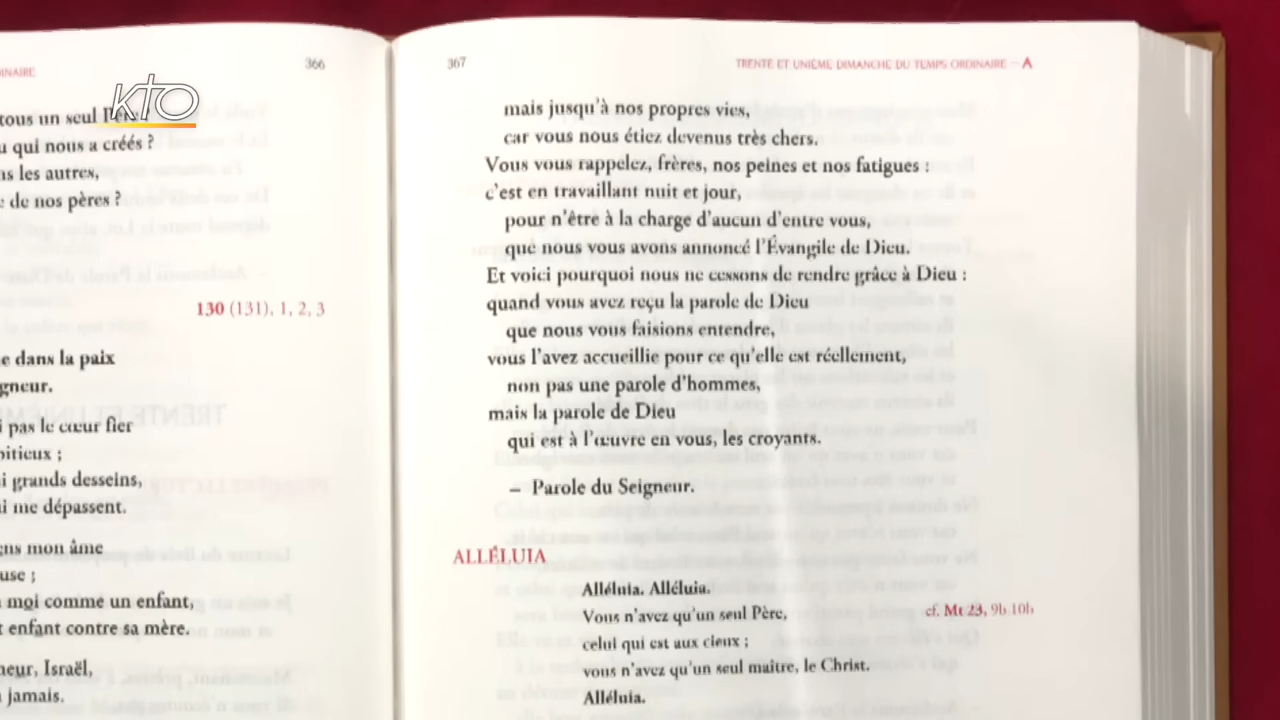 INAIRE
366
kto
tous un seul Père
u qui nous a créés ?
ns les autres,
e de nos pères ?
130 (131), 1, 2, 3
e dans la paix
gneur.
i pas le cœur fier
bitieux ;
i grands desseins,
ui me dépassent.
ens mon âme
use ;
moi comme un enfant,
t enfant contre sa mère.
neur, Israël,
à jamais.
367
TRENTE ET UNIÈME DIMANCHE DU TEMPS ORDINAIRE – A
mais jusqu'à nos propres vies,
car vous nous étiez devenus très chers.
Vous vous rappelez, frères, nos peines et nos fatigues :
c'est en travaillant nuit et jour,
pour n'être à la charge d'aucun d'entre vous,
que nous vous avons annoncé l'Évangile de Dieu.
Et voici pourquoi nous ne cessons de rendre grâce à Dieu :
quand vous avez reçu la parole de Dieu
que nous vous faisions entendre,
vous l'avez accueillie pour ce qu'elle est réellement,
non pas une parole d'hommes,
mais la parole de Dieu
qui est à l'œuvre en vous, les croyants.
– Parole du Seigneur.
ALLÉLUIA
Alléluia. Alléluia.
Vous n'avez qu'un seul Père,
cf. Mt 23, 9b.10b
celui qui est aux cieux ;
vous n'avez qu'un seul maître, le Christ.
Alléluia.